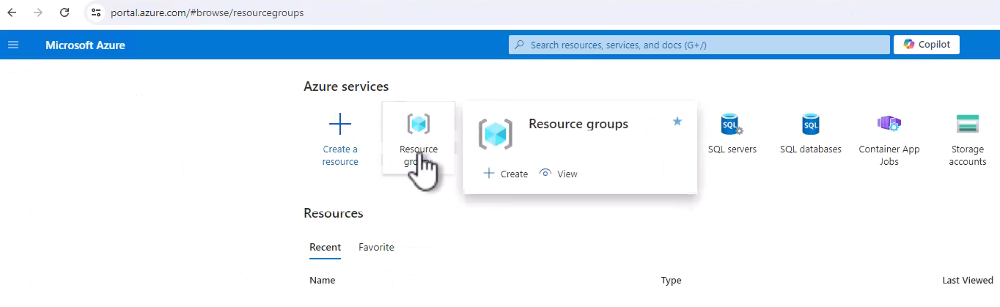 portal.azure.com/#browse/resourcegroups
Microsoft Azure
Search resources, services, and docs (G+/)
Copilot
Azure services
Create a
resource
Resource
groups
Resource groups
Create
View
SQL servers
SQL databases
Container App
Jobs
Storage
accounts
Resources
Recent
Favorite
Name
Type
Last Viewed